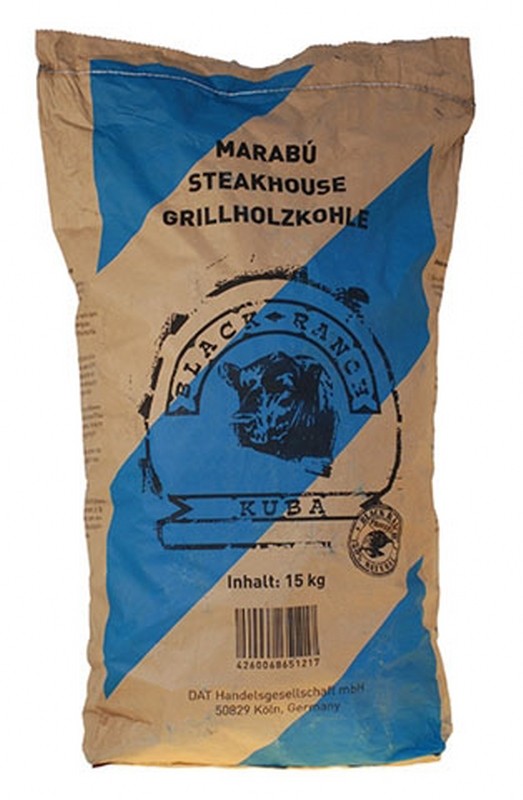 MARABÚ
STEAKHOUSE
GRILLHOLZKOHLE
BLACK RANCH
KUBA
Inhalt: 15 kg
4260068651217
DAT Handelsgesellschaft mbH
50829 Köln, Germany